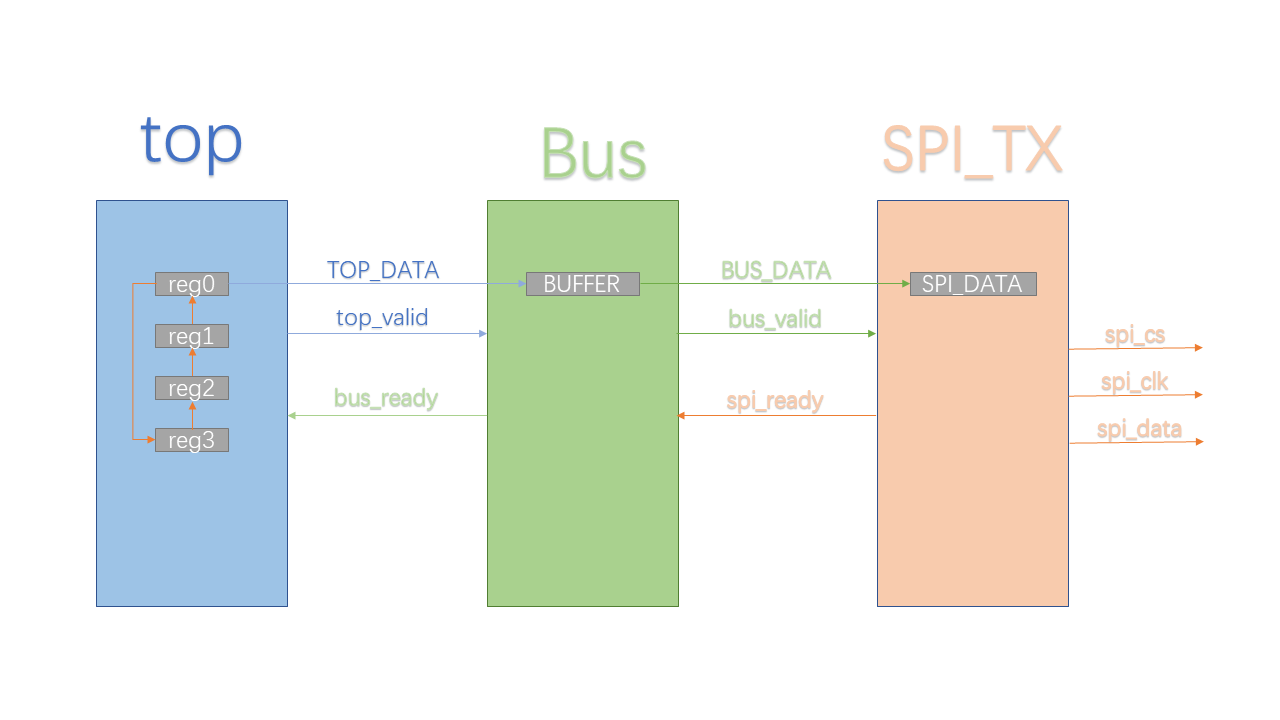 top
Bus
SPI_TX
TOP_DATA
BUS_DATA
reg0
BUFFER
SPI_DATA
top_valid
bus_valid
reg1
spi_cs
reg2
spi_clk
bus_ready
spi_ready
spi_data
reg3